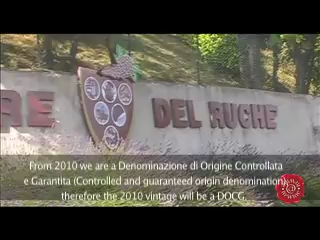 RE DEL RUCHE
From 2010 we are a Denominazione di Origine Controllata
e Garantita (Controlled and guaranteed origin denomination),
therefore the 2010 vintage will be a DOCG.